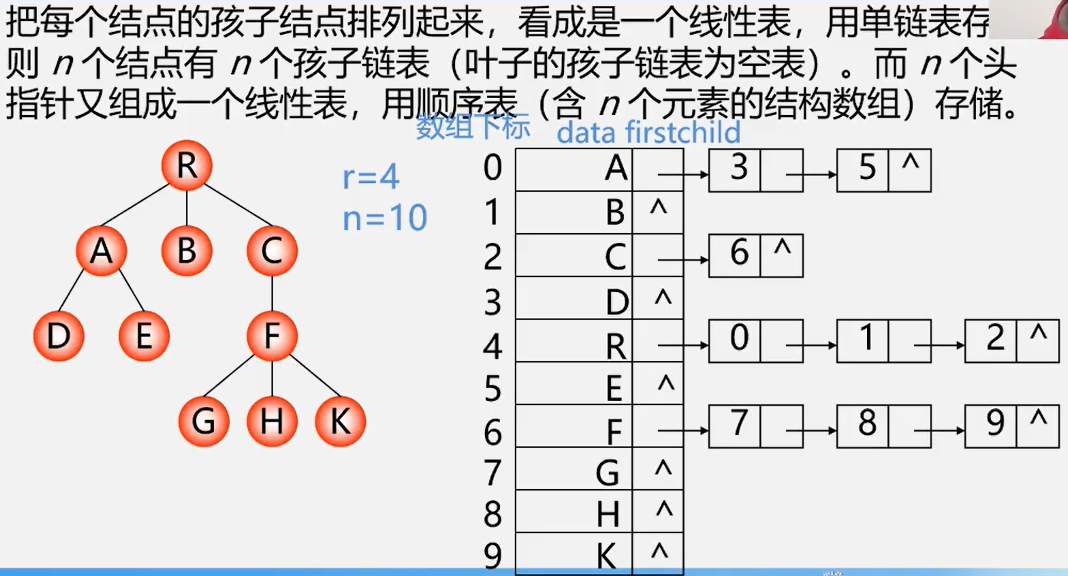 把每个结点的孩子结点排列起来，看成是一个线性表，用单链表存
则 n 个结点有 n 个孩子链表（叶子的孩子链表为空表）。而 n 个头
指针又组成一个线性表，用顺序表（含 n 个元素的结构数组）存储。
数组下标 data firstchild
R
A B C
D E F
G H K
r=4
n=10
0 A 3 5 ^
1 B ^
2 C 6 ^
3 D ^
4 R 0 1 2 ^
5 E ^
6 F 7 8 9 ^
7 G ^
8 H ^
9 K ^